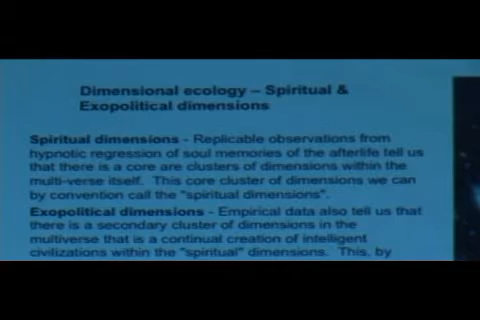 Dimensional ecology – Spiritual &
Exopolitical dimensions
Spiritual dimensions - Replicable observations from
hypnotic regression of soul memories of the afterlife tell us
that there is a core are clusters of dimensions within the
multi-verse itself. This core cluster of dimensions we can
by convention call the "spiritual dimensions".
Exopolitical dimensions - Empirical data also tell us that
there is a secondary cluster of dimensions in the
multiverse that is a continual creation of intelligent
civilizations within the "spiritual" dimensions. This, by